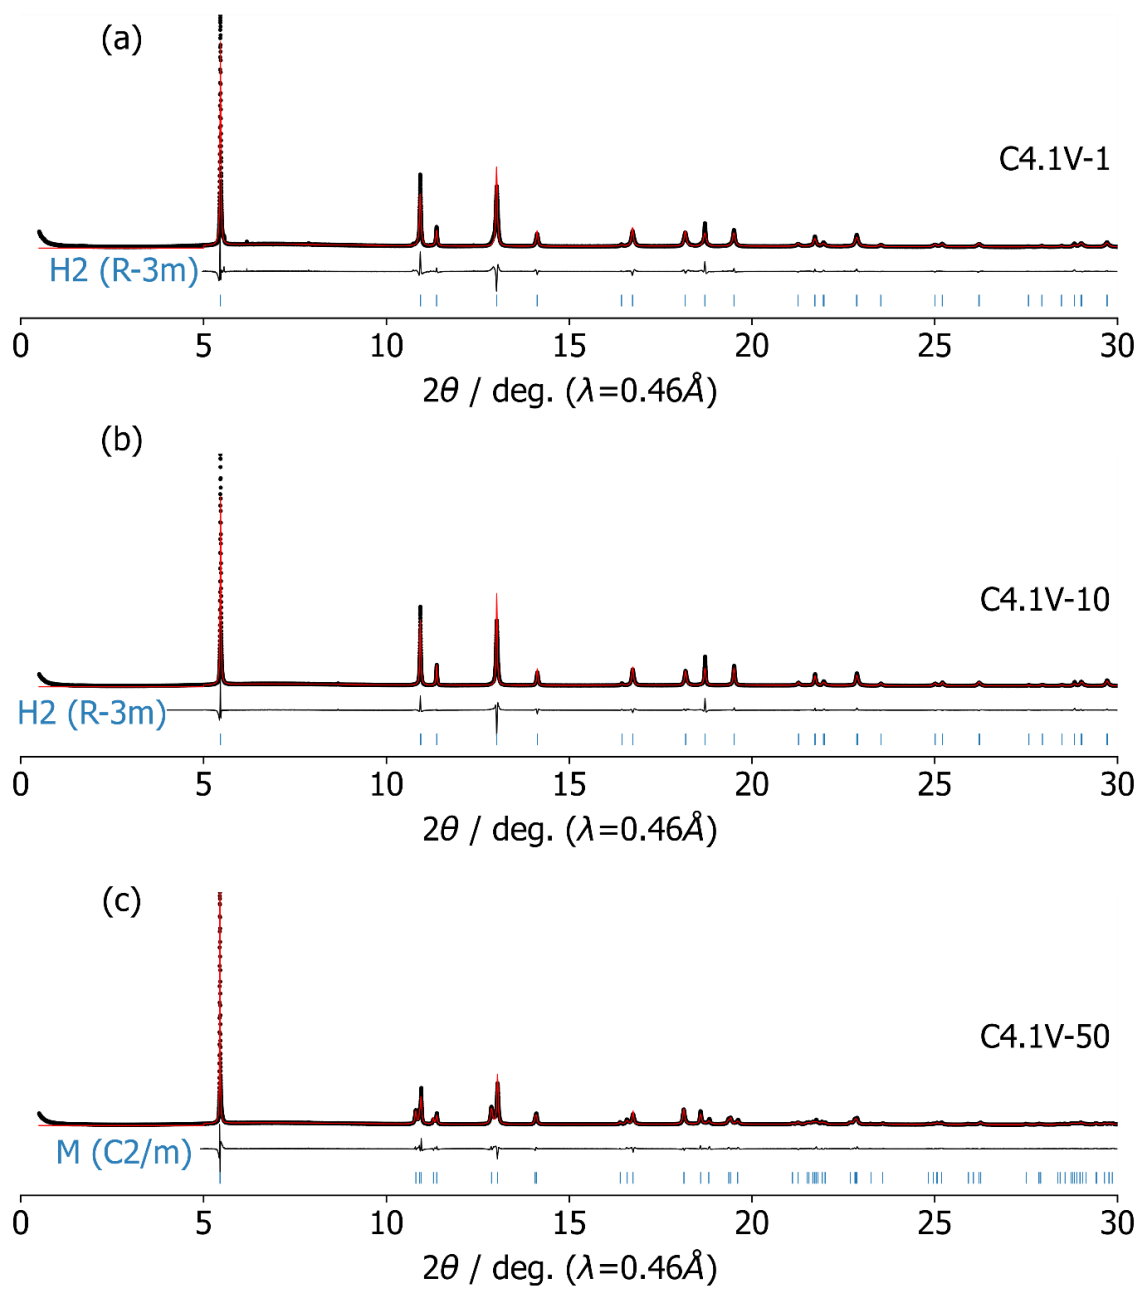 (a)
C4.1V-1
H2 (R-3m)
0 5 10 15 20 25 30
2θ / deg. (λ=0.46Å)
(b)
C4.1V-10
H2 (R-3m)
0 5 10 15 20 25 30
2θ / deg. (λ=0.46Å)
(c)
C4.1V-50
M (C2/m)
0 5 10 15 20 25 30
2θ / deg. (λ=0.46Å)